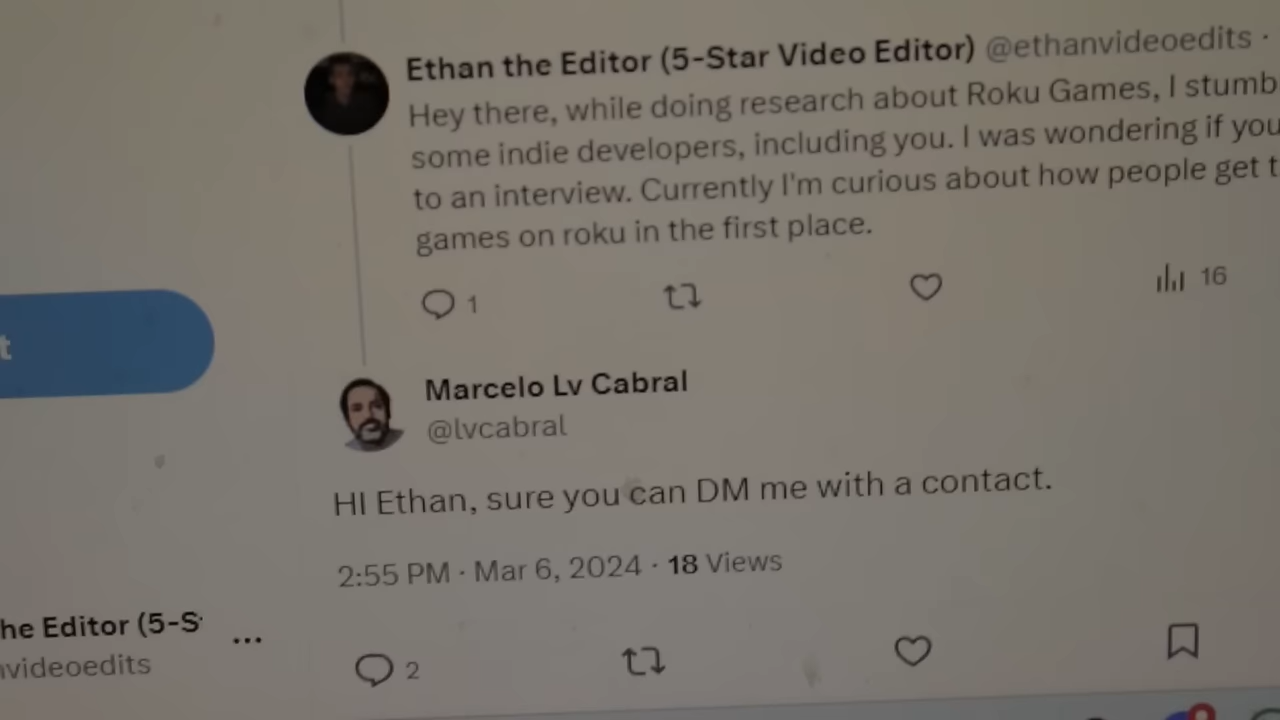 Ethan the Editor (5-Star Video Editor) @ethanvideoedits ·
Hey there, while doing research about Roku Games, I stumb
some indie developers, including you. I was wondering if you
to an interview. Currently I'm curious about how people get t
games on roku in the first place.
1
16
t
Marcelo Lv Cabral
@lvcabral
HI Ethan, sure you can DM me with a contact.
2:55 PM · Mar 6, 2024 · 18 Views
he Editor (5-S
...
videoedits
2